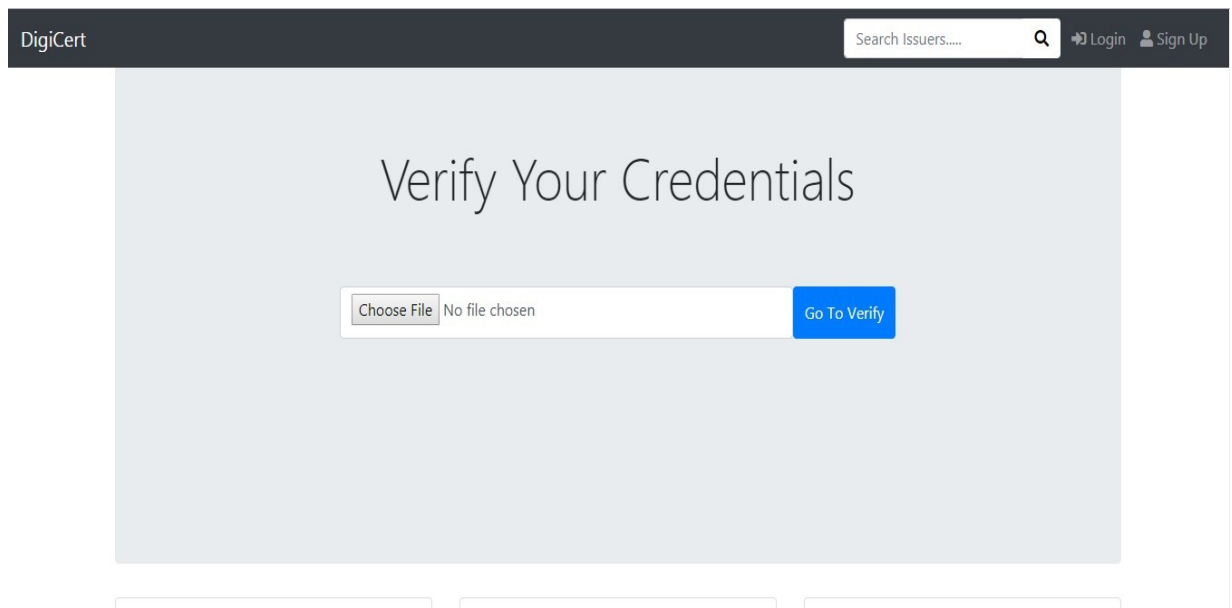 DigiCert
Search Issuers.....
Login
Sign Up
Verify Your Credentials
Choose File No file chosen
Go To Verify